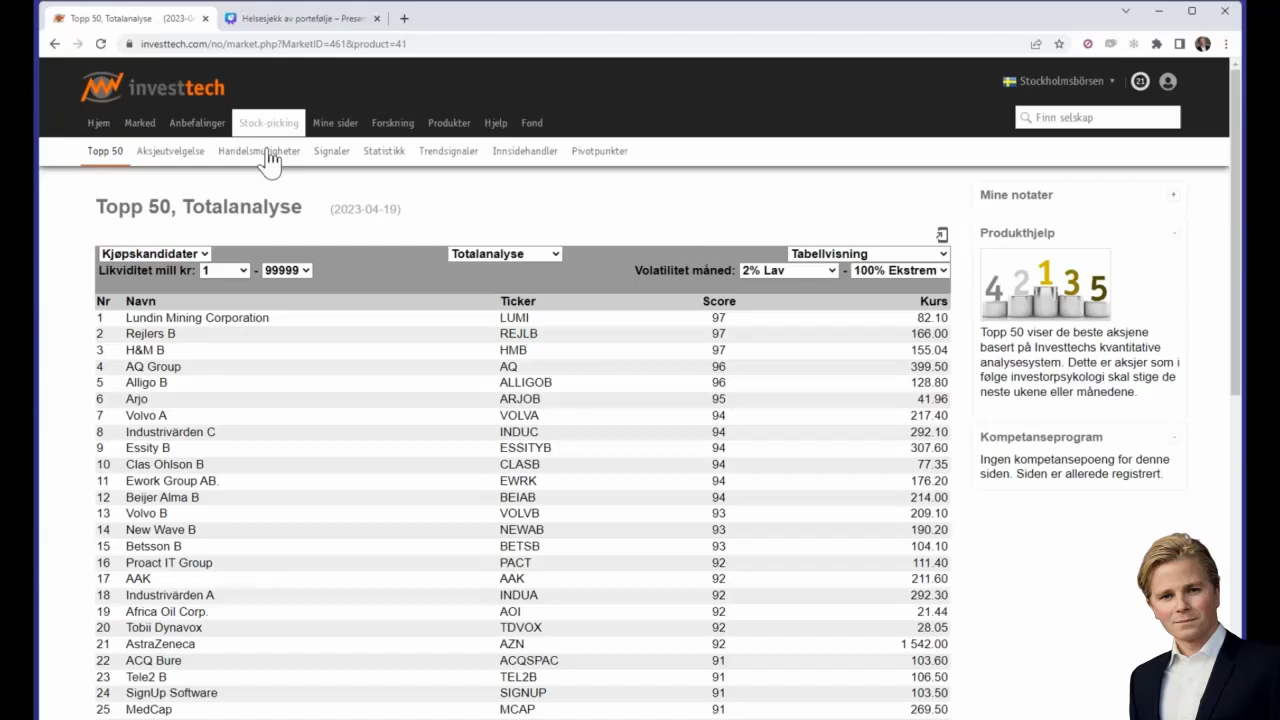 Topp 50, Totalanalyse (2023-0
Helsesjekk av portefølje – Presen
investtech.com/no/market.php?MarketID=461&product=41
investtech
Stockholmsbörsen
21
Hjem Marked Anbefalinger Stock-picking Mine sider Forskning Produkter Hjelp Fond
Finn selskap
Topp 50 Aksjeutvelgelse Handelsmuligheter Signaler Statistikk Trendsignaler Innsidehandler Pivotpunkter
Topp 50, Totalanalyse (2023-04-19)
Kjøpskandidater Totalanalyse Tabellvisning
Likviditet mill kr: 1 - 99999 Volatilitet måned: 2% Lav - 100% Ekstrem
Nr Navn Ticker Score Kurs
1 Lundin Mining Corporation LUMI 97 82.10
2 Rejlers B REJLB 97 166.00
3 H&M B HMB 97 155.04
4 AQ Group AQ 96 399.50
5 Alligo B ALLIGOB 96 128.80
6 Arjo ARJOB 95 41.96
7 Volvo A VOLVA 94 217.40
8 Industrivärden C INDUC 94 292.10
9 Essity B ESSITYB 94 307.60
10 Clas Ohlson B CLASB 94 77.35
11 Ework Group AB. EWRK 94 176.20
12 Beijer Alma B BEIAB 94 214.00
13 Volvo B VOLVB 93 209.10
14 New Wave B NEWAB 93 190.20
15 Betsson B BETSB 93 104.10
16 Proact IT Group PACT 92 111.40
17 AAK AAK 92 211.60
18 Industrivärden A INDUA 92 292.30
19 Africa Oil Corp. AOI 92 21.44
20 Tobii Dynavox TDVOX 92 28.05
21 AstraZeneca AZN 92 1 542.00
22 ACQ Bure ACQSPAC 91 103.60
23 Tele2 B TEL2B 91 106.50
24 SignUp Software SIGNUP 91 103.50
25 MedCap MCAP 91 269.50
Mine notater +
Produkthjelp -
4 2 1 3 5
Topp 50 viser de beste aksjene
basert på Investtechs kvantitative
analysesystem. Dette er aksjer som i
følge investorpsykologi skal stige de
neste ukene eller månedene.
Kompetanseprogram -
Ingen kompetansepoeng for denne
siden. Siden er allerede registrert.